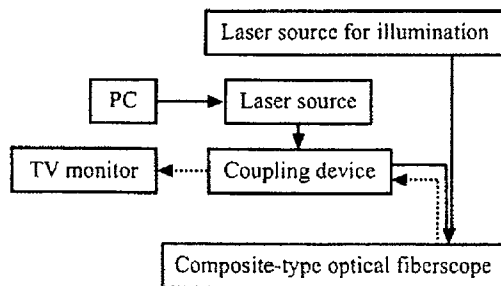 Laser source for illumination
PC
Laser source
TV monitor
Coupling device
Composite-type optical fiberscope